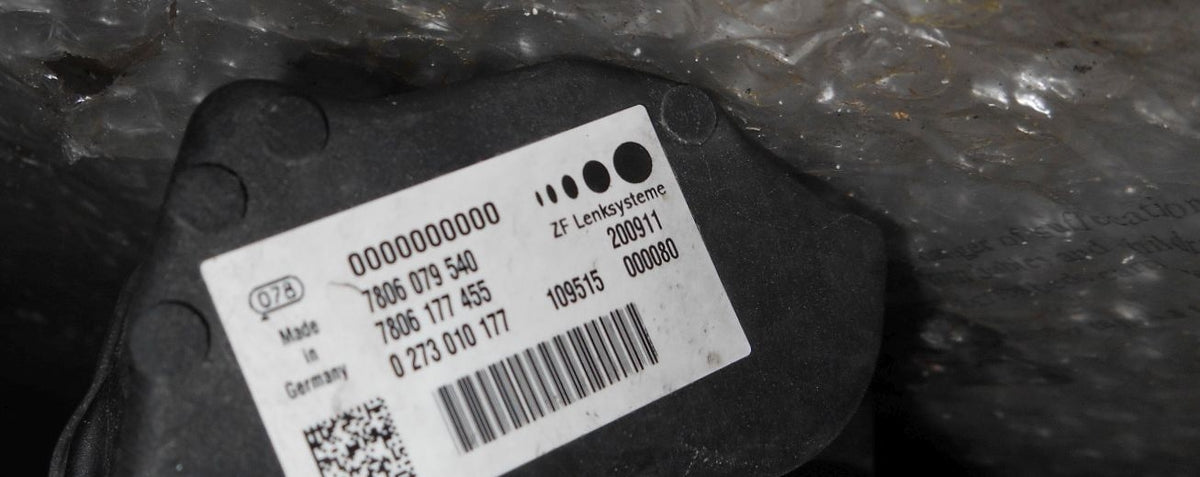 0000000000
ZF Lenksysteme
078
7806 079 540
200911
Made
in
Germany
7806 177 455
109515
000080
0 273 010 177